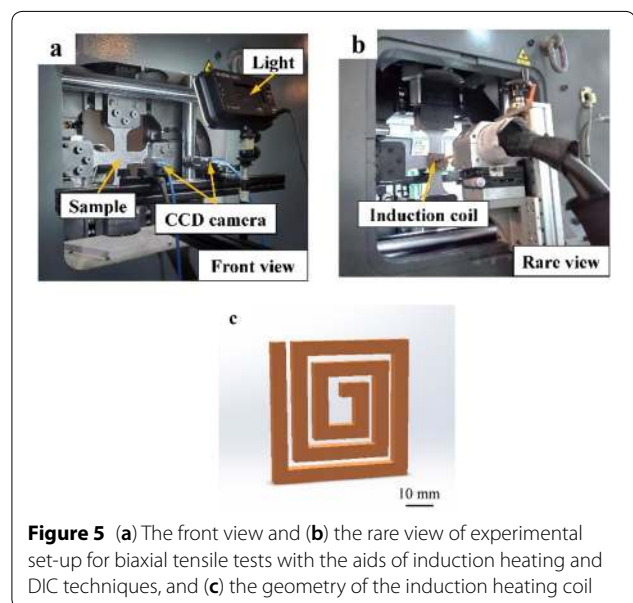 a
Light
Sample
CCD camera
Front view
b
Induction coil
Rare view
c
10 mm
Figure 5 (a) The front view and (b) the rare view of experimental
set-up for biaxial tensile tests with the aids of induction heating and
DIC techniques, and (c) the geometry of the induction heating coil